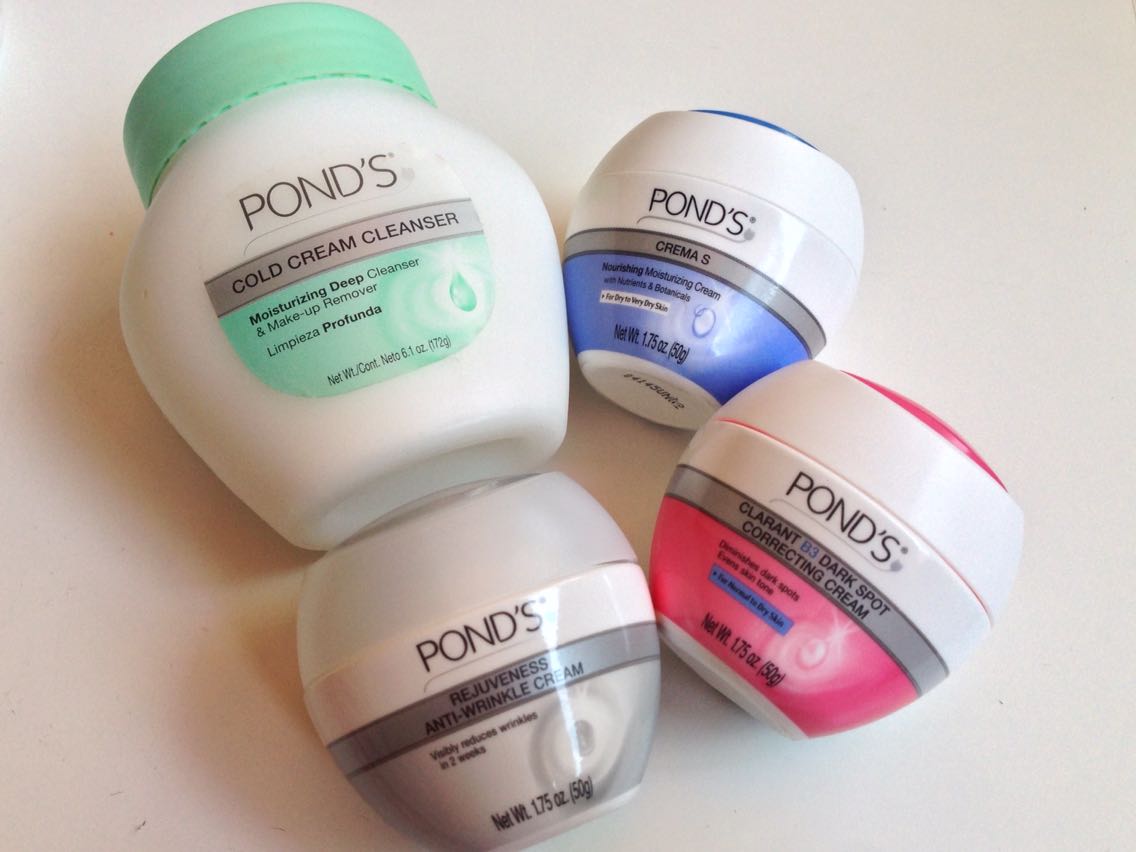 POND'S
COLD CREAM CLEANSER
Moisturizing Deep Cleanser
& Make-up Remover
Limpieza Profunda
Net Wt./Cont. Neto 6.1 oz. (172g)
POND'S
CREMA S
Nourishing Moisturizing Cream
with Nutrients & Botanicals
For Dry to Very Dry Skin
Net Wt. 1.75 oz. (50g)
POND'S
CLARANT B3 DARK SPOT
CORRECTING CREAM
Diminishes dark spots
Evens skin tone
For Normal to Dry Skin
Net Wt. 1.75 oz. (50g)
POND'S
REJUVENESS
ANTI-WRINKLE CREAM
Visibly reduces wrinkles
in 2 weeks
Net Wt. 1.75 oz. (50g)